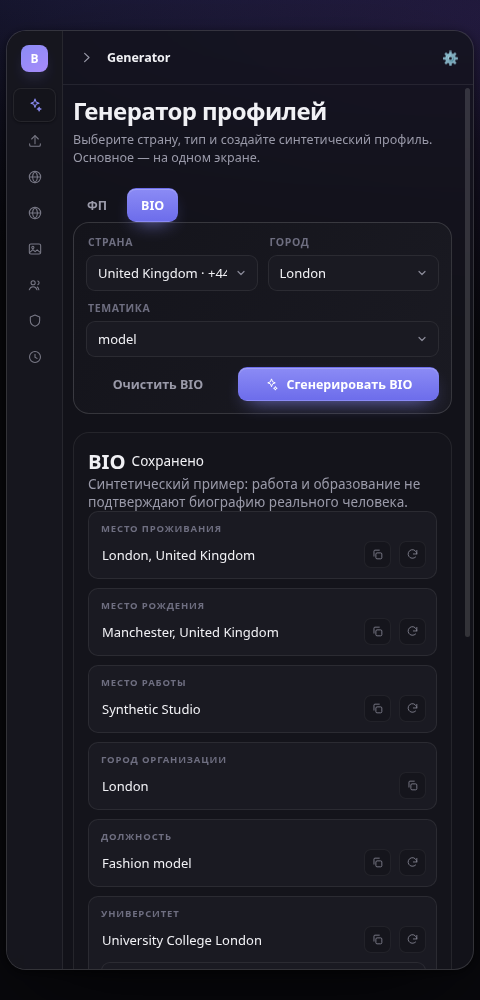 B
Generator
Генератор профилей
Выберите страну, тип и создайте синтетический профиль.
Основное — на одном экране.
ФП
BIO
СТРАНА
ГОРОД
United Kingdom · +44
London
ТЕМАТИКА
model
Очистить BIO
Сгенерировать BIO
BIO Сохранено
Синтетический пример: работа и образование не
подтверждают биографию реального человека.
МЕСТО ПРОЖИВАНИЯ
London, United Kingdom
МЕСТО РОЖДЕНИЯ
Manchester, United Kingdom
МЕСТО РАБОТЫ
Synthetic Studio
ГОРОД ОРГАНИЗАЦИИ
London
ДОЛЖНОСТЬ
Fashion model
УНИВЕРСИТЕТ
University College London